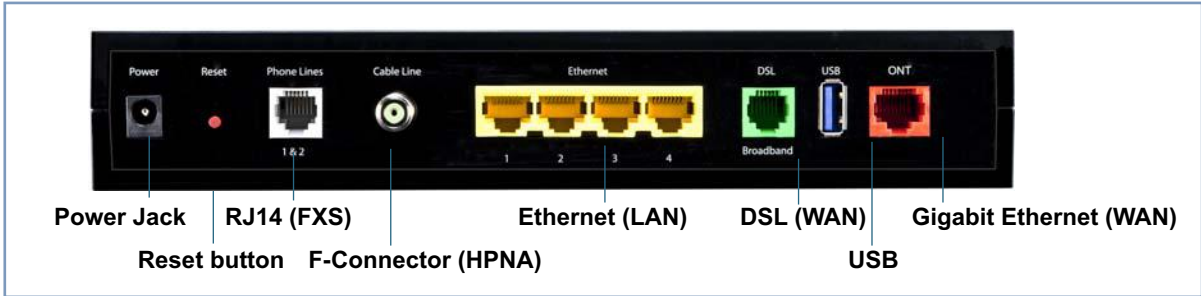 Power Reset Phone Lines Cable Line Ethernet DSL USB ONT
1 & 2 1 2 3 4 Broadband
Power Jack RJ14 (FXS) Ethernet (LAN) DSL (WAN) Gigabit Ethernet (WAN)
Reset button F-Connector (HPNA) USB